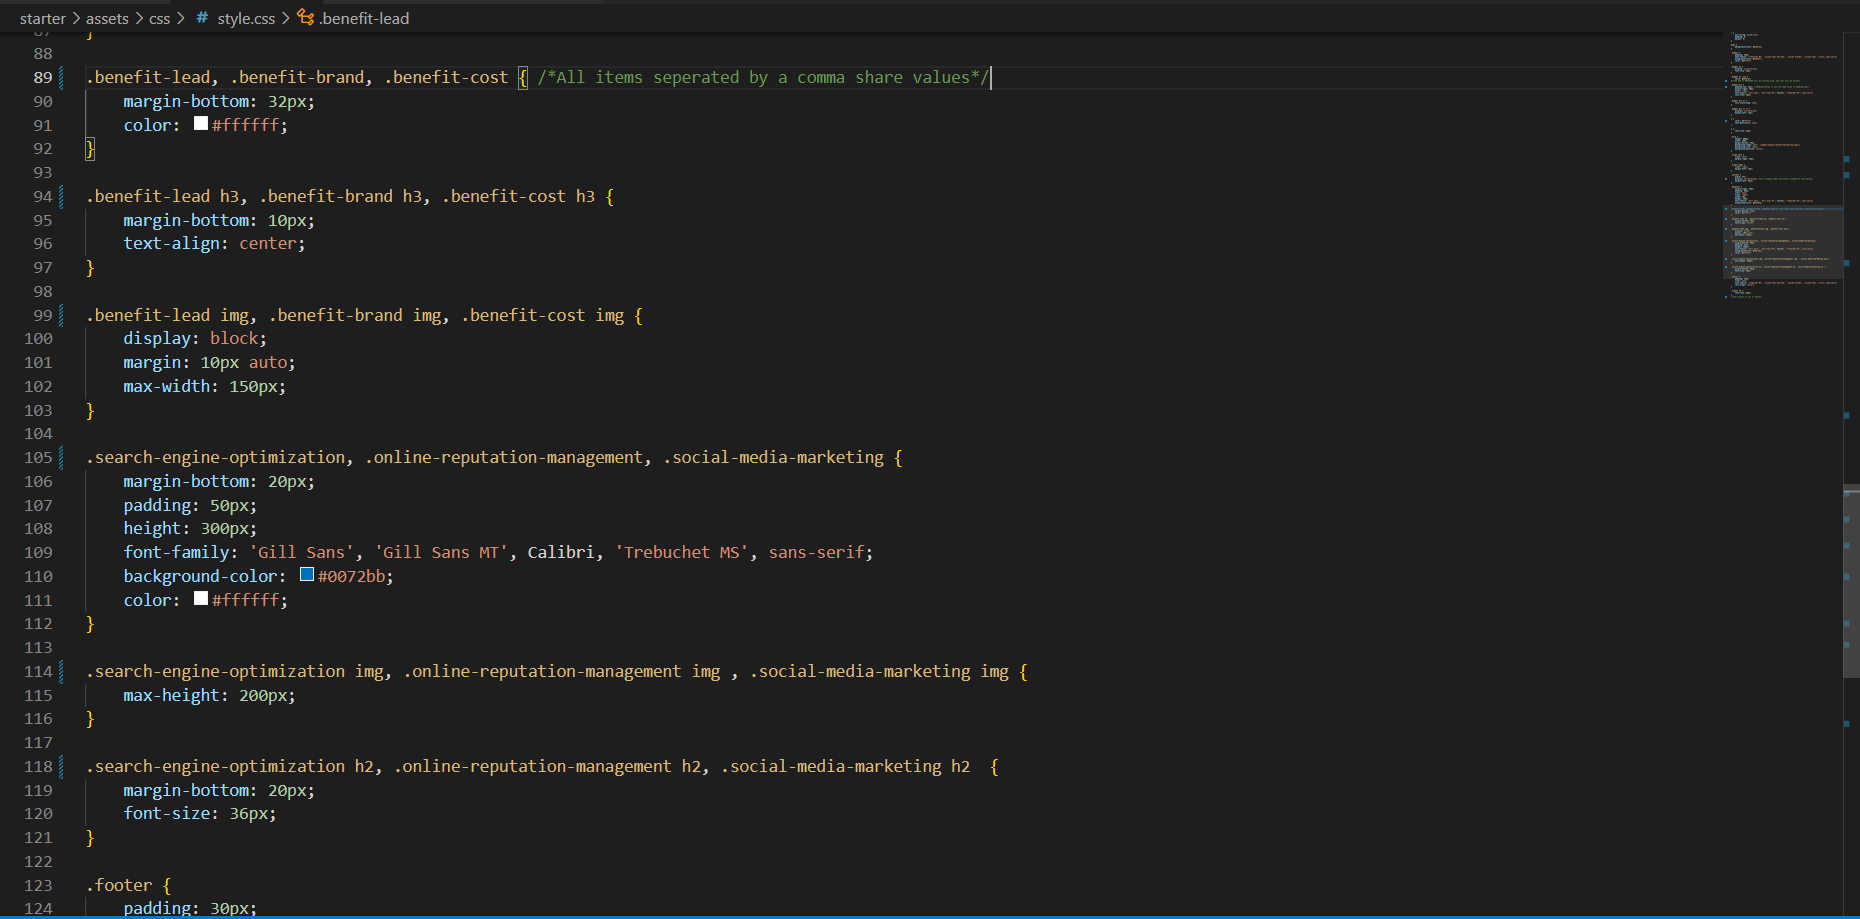 starter > assets > css > # style.css > .benefit-lead
87 }
88
89 .benefit-lead, .benefit-brand, .benefit-cost { /*All items seperated by a comma share values*/
90 margin-bottom: 32px;
91 color: #ffffff;
92 }
93
94 .benefit-lead h3, .benefit-brand h3, .benefit-cost h3 {
95 margin-bottom: 10px;
96 text-align: center;
97 }
98
99 .benefit-lead img, .benefit-brand img, .benefit-cost img {
100 display: block;
101 margin: 10px auto;
102 max-width: 150px;
103 }
104
105 .search-engine-optimization, .online-reputation-management, .social-media-marketing {
106 margin-bottom: 20px;
107 padding: 50px;
108 height: 300px;
109 font-family: 'Gill Sans', 'Gill Sans MT', Calibri, 'Trebuchet MS', sans-serif;
110 background-color: #0072bb;
111 color: #ffffff;
112 }
113
114 .search-engine-optimization img, .online-reputation-management img , .social-media-marketing img {
115 max-height: 200px;
116 }
117
118 .search-engine-optimization h2, .online-reputation-management h2, .social-media-marketing h2  {
119 margin-bottom: 20px;
120 font-size: 36px;
121 }
122
123 .footer {
124 padding: 30px;